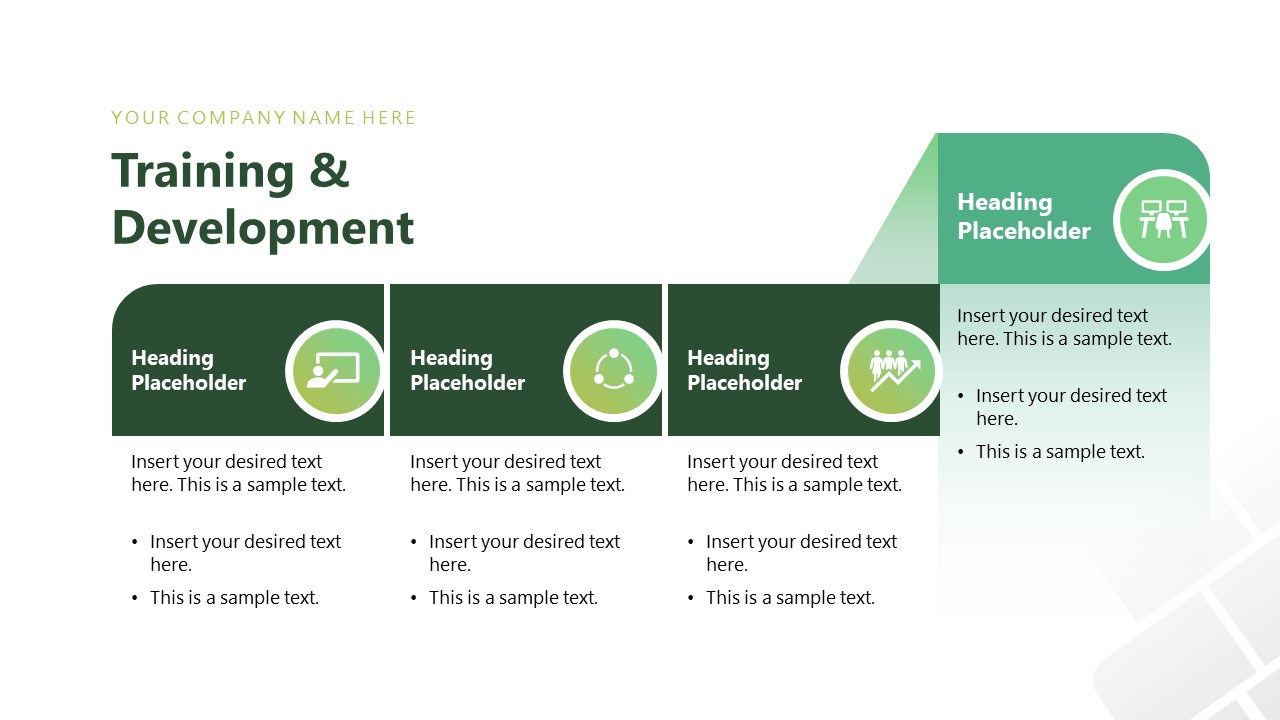 YOUR COMPANY NAME HERE
Training &
Development
Heading
Placeholder
Insert your desired text
here. This is a sample text.
• Insert your desired text
here.
• This is a sample text.
Heading
Placeholder
Insert your desired text
here. This is a sample text.
• Insert your desired text
here.
• This is a sample text.
Heading
Placeholder
Insert your desired text
here. This is a sample text.
• Insert your desired text
here.
• This is a sample text.
Heading
Placeholder
Insert your desired text
here. This is a sample text.
• Insert your desired text
here.
• This is a sample text.